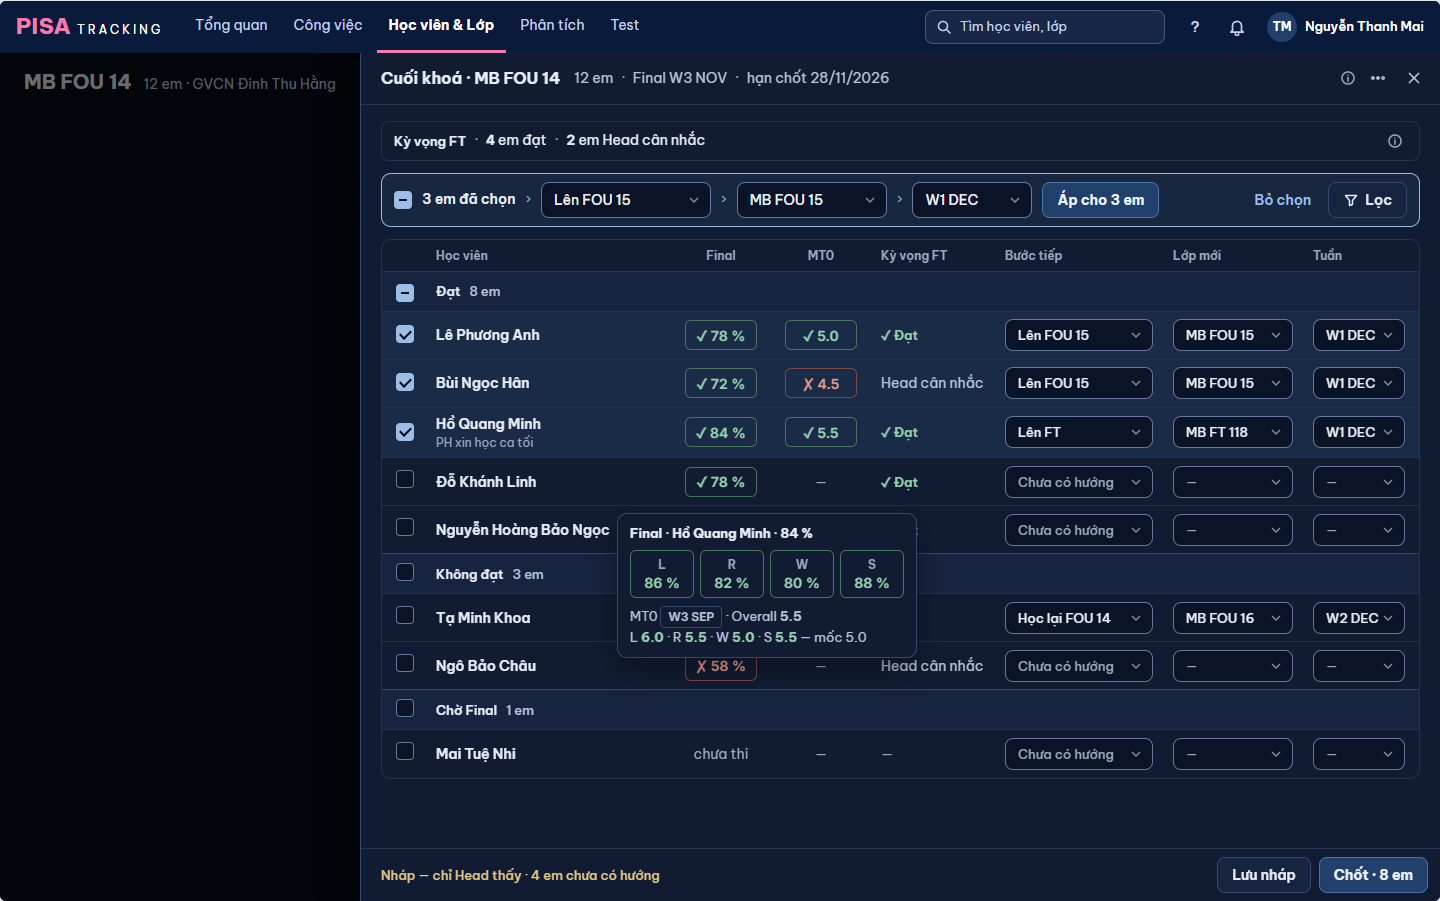 PISA TRACKING Tổng quan Công việc Học viên & Lớp Phân tích Test Tìm học viên, lớp ? TM Nguyễn Thanh Mai
MB FOU 14 12 em · GVCN Đinh Thu Hằng
Cuối khoá · MB FOU 14 12 em · Final W3 NOV · hạn chốt 28/11/2026
Kỳ vọng FT · 4 em đạt · 2 em Head cân nhắc
3 em đã chọn › Lên FOU 15 › MB FOU 15 › W1 DEC Áp cho 3 em Bỏ chọn Lọc
Học viên Final MT0 Kỳ vọng FT Bước tiếp Lớp mới Tuần
Đạt 8 em
Lê Phương Anh ✓ 78 % ✓ 5.0 ✓ Đạt Lên FOU 15 MB FOU 15 W1 DEC
Bùi Ngọc Hân ✓ 72 % ✗ 4.5 Head cân nhắc Lên FOU 15 MB FOU 15 W1 DEC
Hồ Quang Minh ✓ 84 % ✓ 5.5 ✓ Đạt Lên FT MB FT 118 W1 DEC
PH xin học ca tối
Đỗ Khánh Linh ✓ 78 % — ✓ Đạt Chưa có hướng — —
Nguyễn Hoàng Bảo Ngọc Chưa có hướng — —
Final · Hồ Quang Minh · 84 %
L R W S
86 % 82 % 80 % 88 %
MT0 W3 SEP · Overall 5.5
L 6.0 · R 5.5 · W 5.0 · S 5.5 — mốc 5.0
Không đạt 3 em
Tạ Minh Khoa Học lại FOU 14 MB FOU 16 W2 DEC
Ngô Bảo Châu ✗ 58 % — Head cân nhắc Chưa có hướng — —
Chờ Final 1 em
Mai Tuệ Nhi chưa thi — — Chưa có hướng — —
Nháp — chỉ Head thấy · 4 em chưa có hướng Lưu nháp Chốt · 8 em